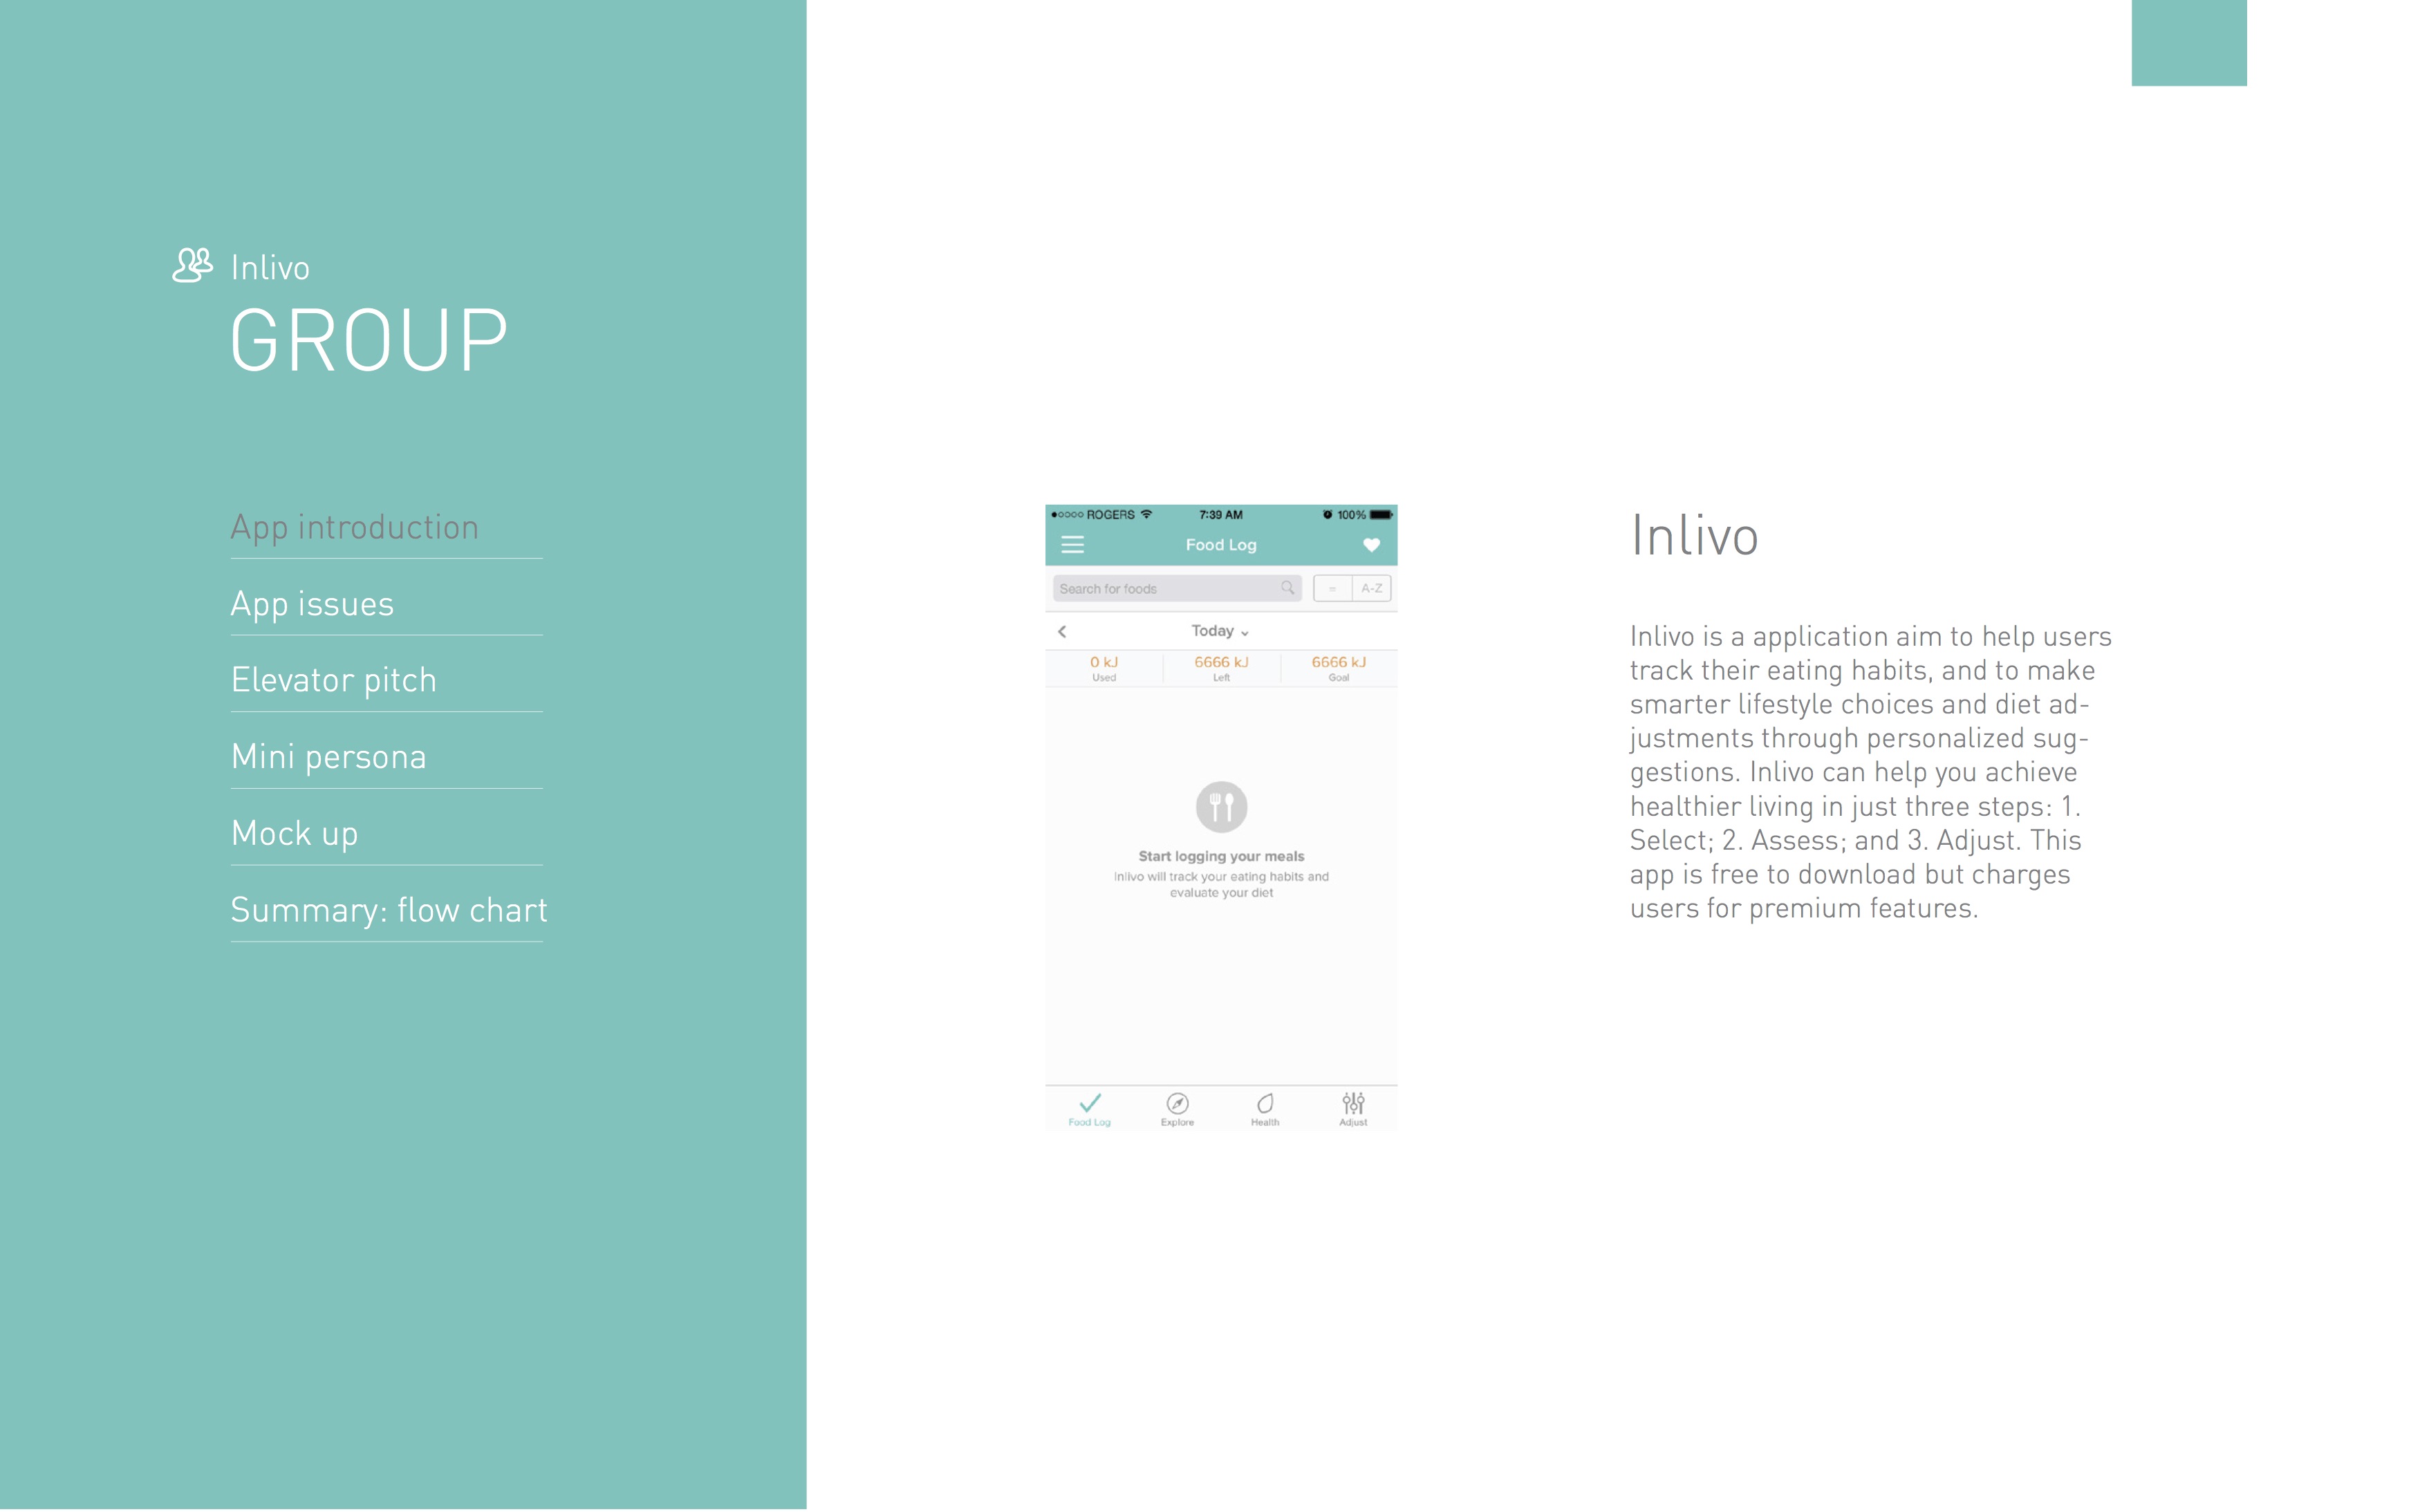 Inlivo
GROUP
App introduction
App issues
Elevator pitch
Mini persona
Mock up
Summary: flow chart
ROGERS 7:39 AM 100%
Food Log
Search for foods = A-Z
Today
0 kJ 6666 kJ 6666 kJ
Used Left Goal
Start logging your meals
Inlivo will track your eating habits and
evaluate your diet
Food Log Explore Health Adjust
Inlivo
Inlivo is a application aim to help users
track their eating habits, and to make
smarter lifestyle choices and diet ad-
justments through personalized sug-
gestions. Inlivo can help you achieve
healthier living in just three steps: 1.
Select; 2. Assess; and 3. Adjust. This
app is free to download but charges
users for premium features.